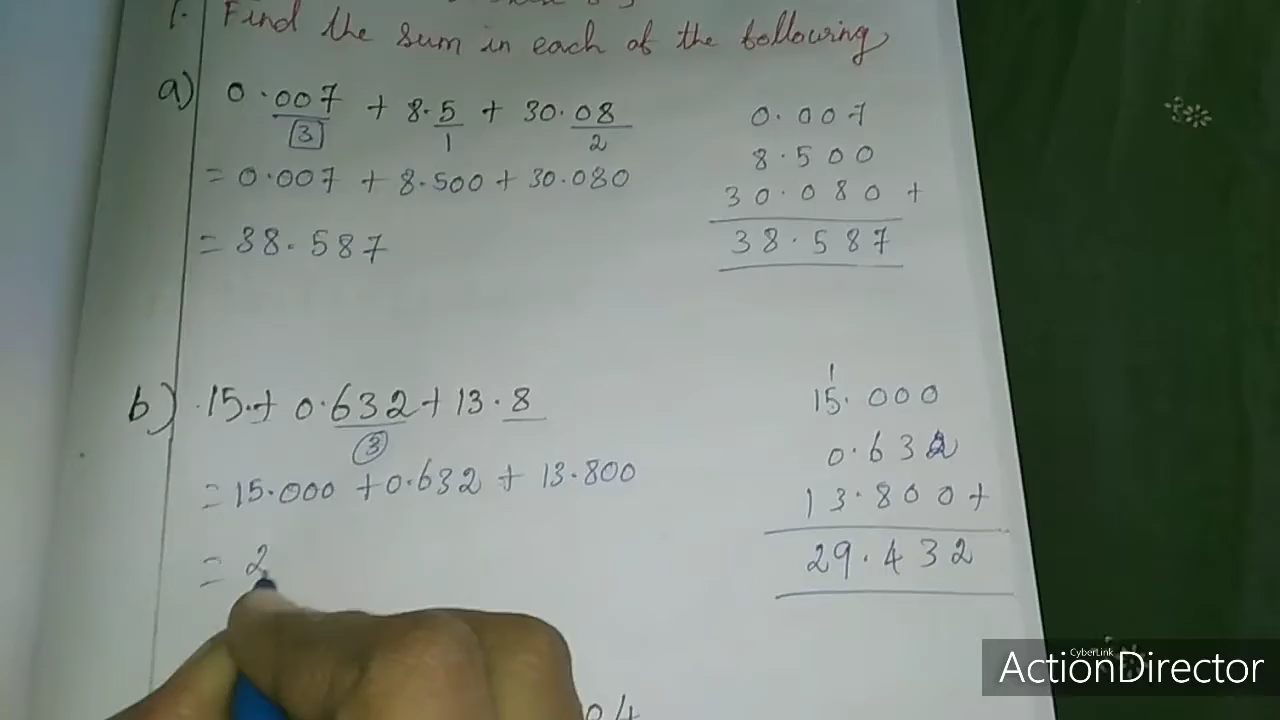 1. Find the sum in each of the following
a) 0.007 + 8.5 + 30.08
3 1 2
= 0.007 + 8.500 + 30.080
= 38.587
0.007
8.500
30.080 +
38.587
b) 15. + 0.632 + 13.8
3
= 15.000 + 0.632 + 13.800
= 2
1
15.000
0.632
13.800 +
29.432
04
CyberLink
ActionDirector